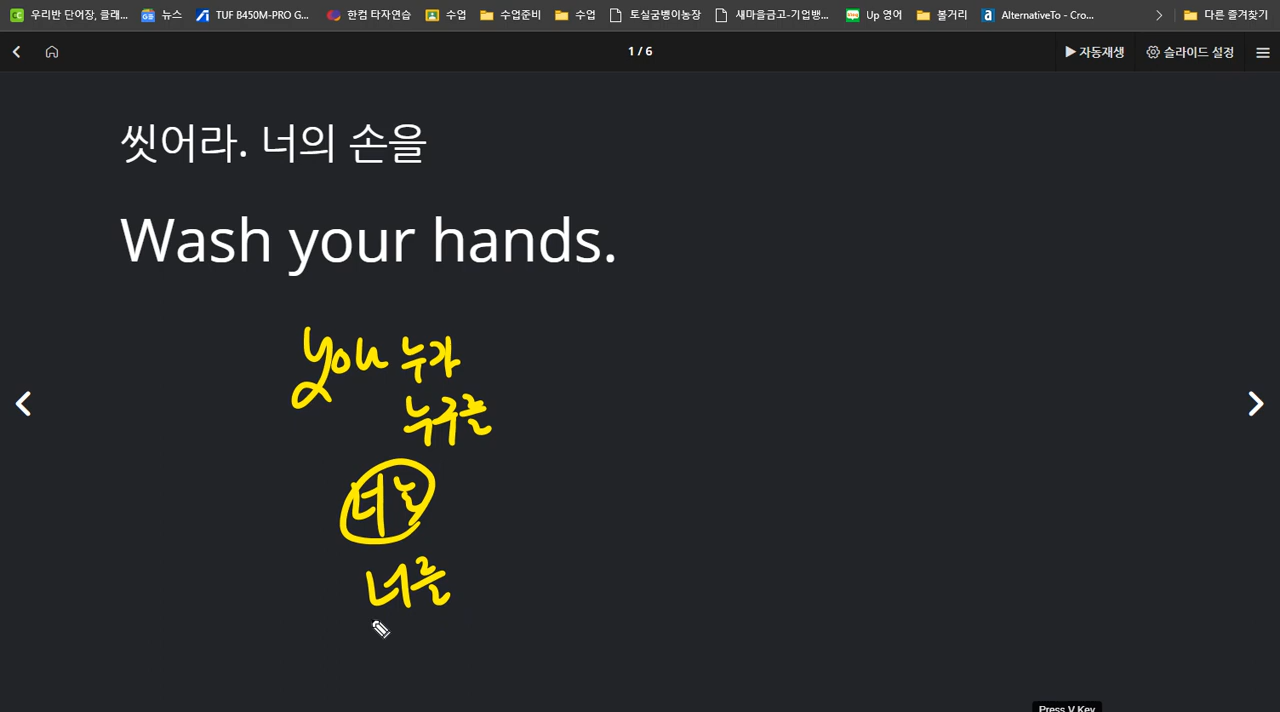 우리반 단어장, 클래... 뉴스 TUF B450M-PRO G... 한컴 타자연습 수업 수업준비 수업 토실굼벵이농장 새마을금고-기업뱅... Up 영어 볼거리 AlternativeTo - Cro... 다른 즐겨찾기
1 / 6 자동재생 슬라이드 설정
씻어라. 너의 손을
Wash your hands.
you 누가
누구를
너는
너를
Press V Key